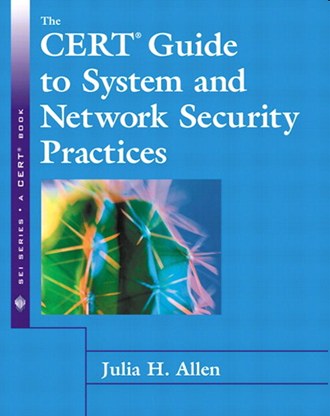 The
CERT® Guide
to System and
Network Security
Practices
SEI SERIES • A CERT® BOOK
Julia H. Allen